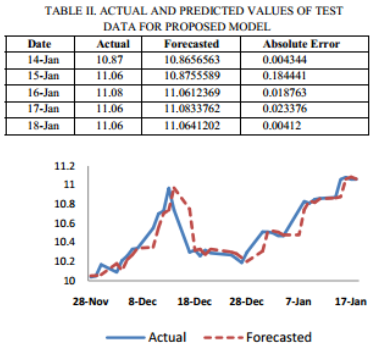 TABLE II. ACTUAL AND PREDICTED VALUES OF TEST
DATA FOR PROPOSED MODEL
Date Actual Forecasted Absolute Error
14-Jan 10.87 10.8656563 0.004344
15-Jan 11.06 10.8755589 0.184441
16-Jan 11.08 11.0612369 0.018763
17-Jan 11.06 11.0833762 0.023376
18-Jan 11.06 11.0641202 0.00412
11.2
11
10.8
10.6
10.4
10.2
10
28-Nov 8-Dec 18-Dec 28-Dec 7-Jan 17-Jan
Actual Forecasted